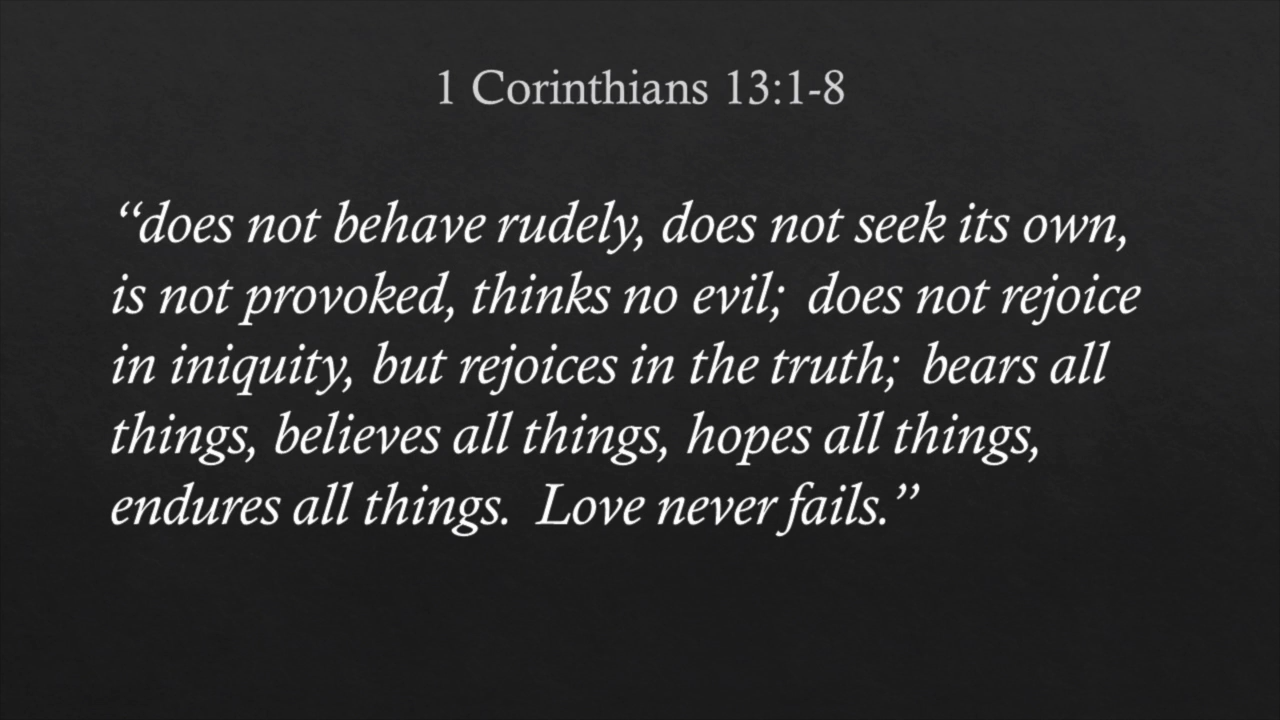 1 Corinthians 13:1-8
“does not behave rudely, does not seek its own,
is not provoked, thinks no evil;  does not rejoice
in iniquity, but rejoices in the truth;  bears all
things, believes all things, hopes all things,
endures all things.  Love never fails.”